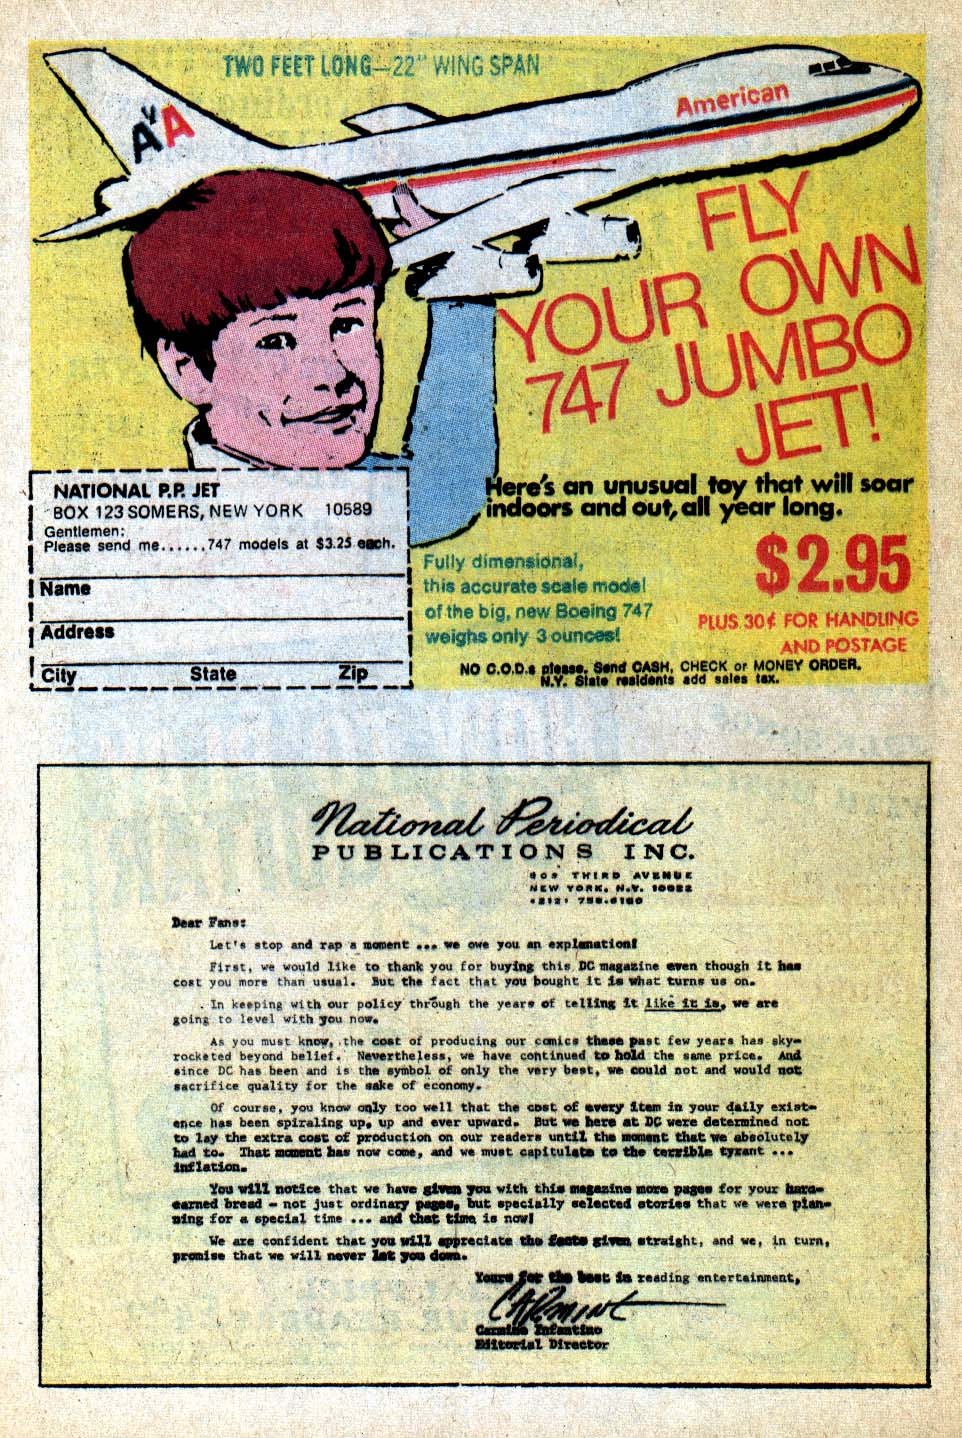 TWO FEET LONG—22" WING SPAN
American
AA
FLY
YOUR OWN
747 JUMBO
JET!
Here's an unusual toy that will soar
indoors and out, all year long.
NATIONAL P.P. JET
BOX 123 SOMERS, NEW YORK 10589
Gentlemen:
Please send me......747 models at $3.25 each.
Name
Address
City State Zip
Fully dimensional,
this accurate scale model
of the big, new Boeing 747
weighs only 3 ounces!
$2.95
PLUS 30¢ FOR HANDLING
AND POSTAGE
NO C.O.D.s please. Send CASH, CHECK or MONEY ORDER.
N.Y. State residents add sales tax.
National Periodical
PUBLICATIONS INC.
909 THIRD AVENUE
NEW YORK, N.Y. 10022
Dear Fans:
Let's stop and rap a moment ... we owe you an explanation!
First, we would like to thank you for buying this DC magazine even though it has
cost you more than usual. But the fact that you bought it is what turns us on.
In keeping with our policy through the years of telling it like it is, we are
going to level with you now.
As you must know, the cost of producing our comics these past few years has sky-
rocketed beyond belief. Nevertheless, we have continued to hold the same price. And
since DC has been and is the symbol of only the very best, we could not and would not
sacrifice quality for the sake of economy.
Of course, you know only too well that the cost of every item in your daily exist-
ence has been spiraling up, up and ever upward. But we here at DC were determined not
to lay the extra cost of production on our readers until the moment that we absolutely
had to. That moment has now come, and we must capitulate to the terrible tyrant ...
inflation.
You will notice that we have given you with this magazine more pages for your hard-
earned bread - not just ordinary pages, but specially selected stories that we were plan-
ning for a special time ... and that time is now!
We are confident that you will appreciate the facts given straight, and we, in turn,
promise that we will never let you down.
Yours for the best in reading entertainment,
Carmine Infantino
Editorial Director